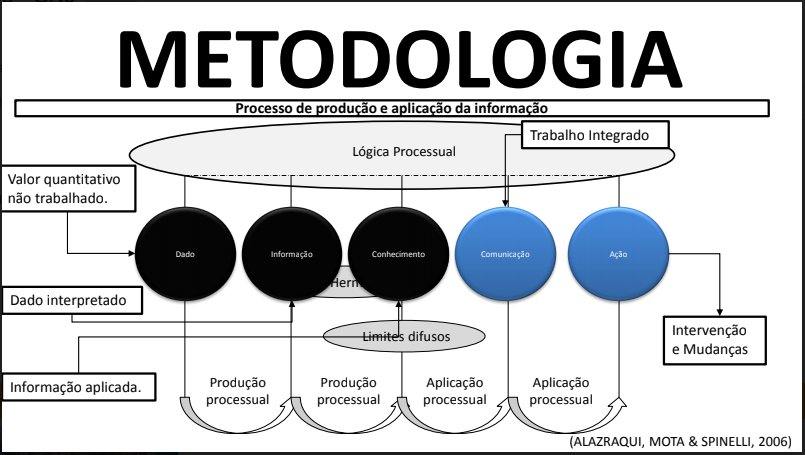 METODOLOGIA
Processo de produção e aplicação da informação
Lógica Processual
Trabalho Integrado
Valor quantitativo
não trabalhado.
Dado
Informação
Conhecimento
Comunicação
Ação
Dado interpretado
Limites difusos
Intervenção
e Mudanças
Informação aplicada.
Produção
processual
Produção
processual
Aplicação
processual
Aplicação
processual
(ALAZRAQUI, MOTA & SPINELLI, 2006)